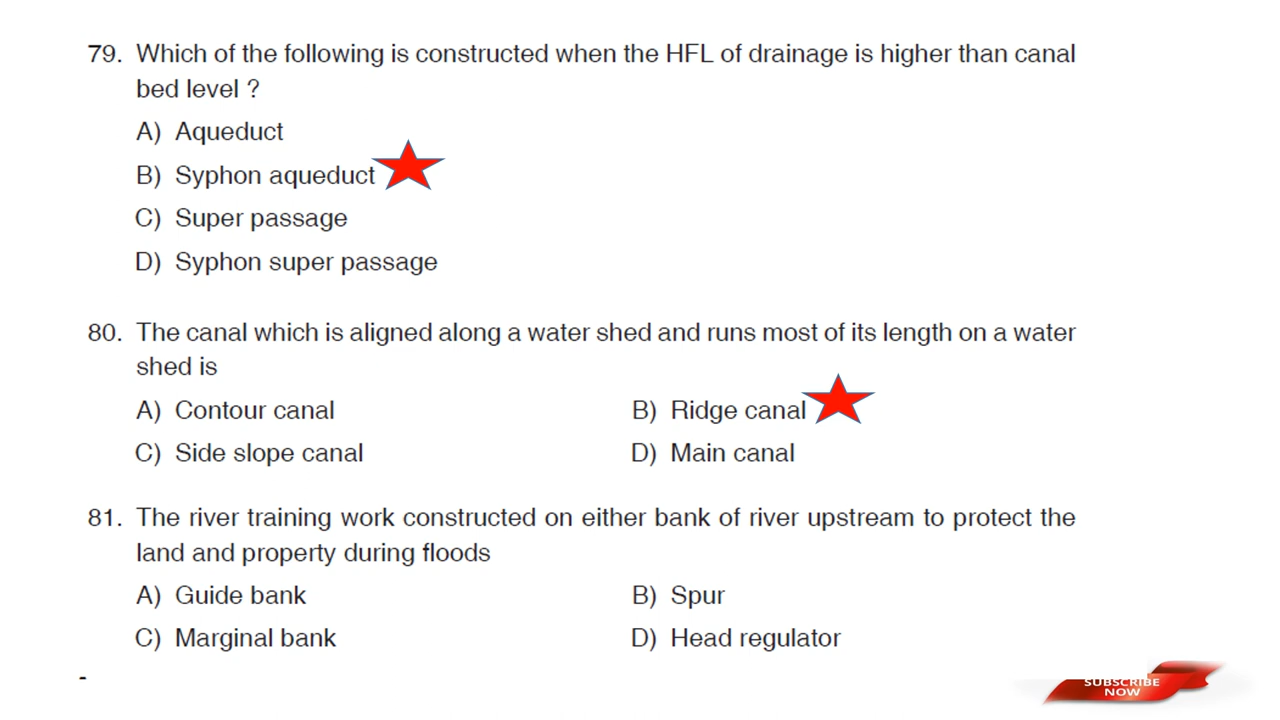 79. Which of the following is constructed when the HFL of drainage is higher than canal
bed level ?
A) Aqueduct
B) Syphon aqueduct
C) Super passage
D) Syphon super passage
80. The canal which is aligned along a water shed and runs most of its length on a water
shed is
A) Contour canal B) Ridge canal
C) Side slope canal D) Main canal
81. The river training work constructed on either bank of river upstream to protect the
land and property during floods
A) Guide bank B) Spur
C) Marginal bank D) Head regulator
-
SUBSCRIBE
NOW